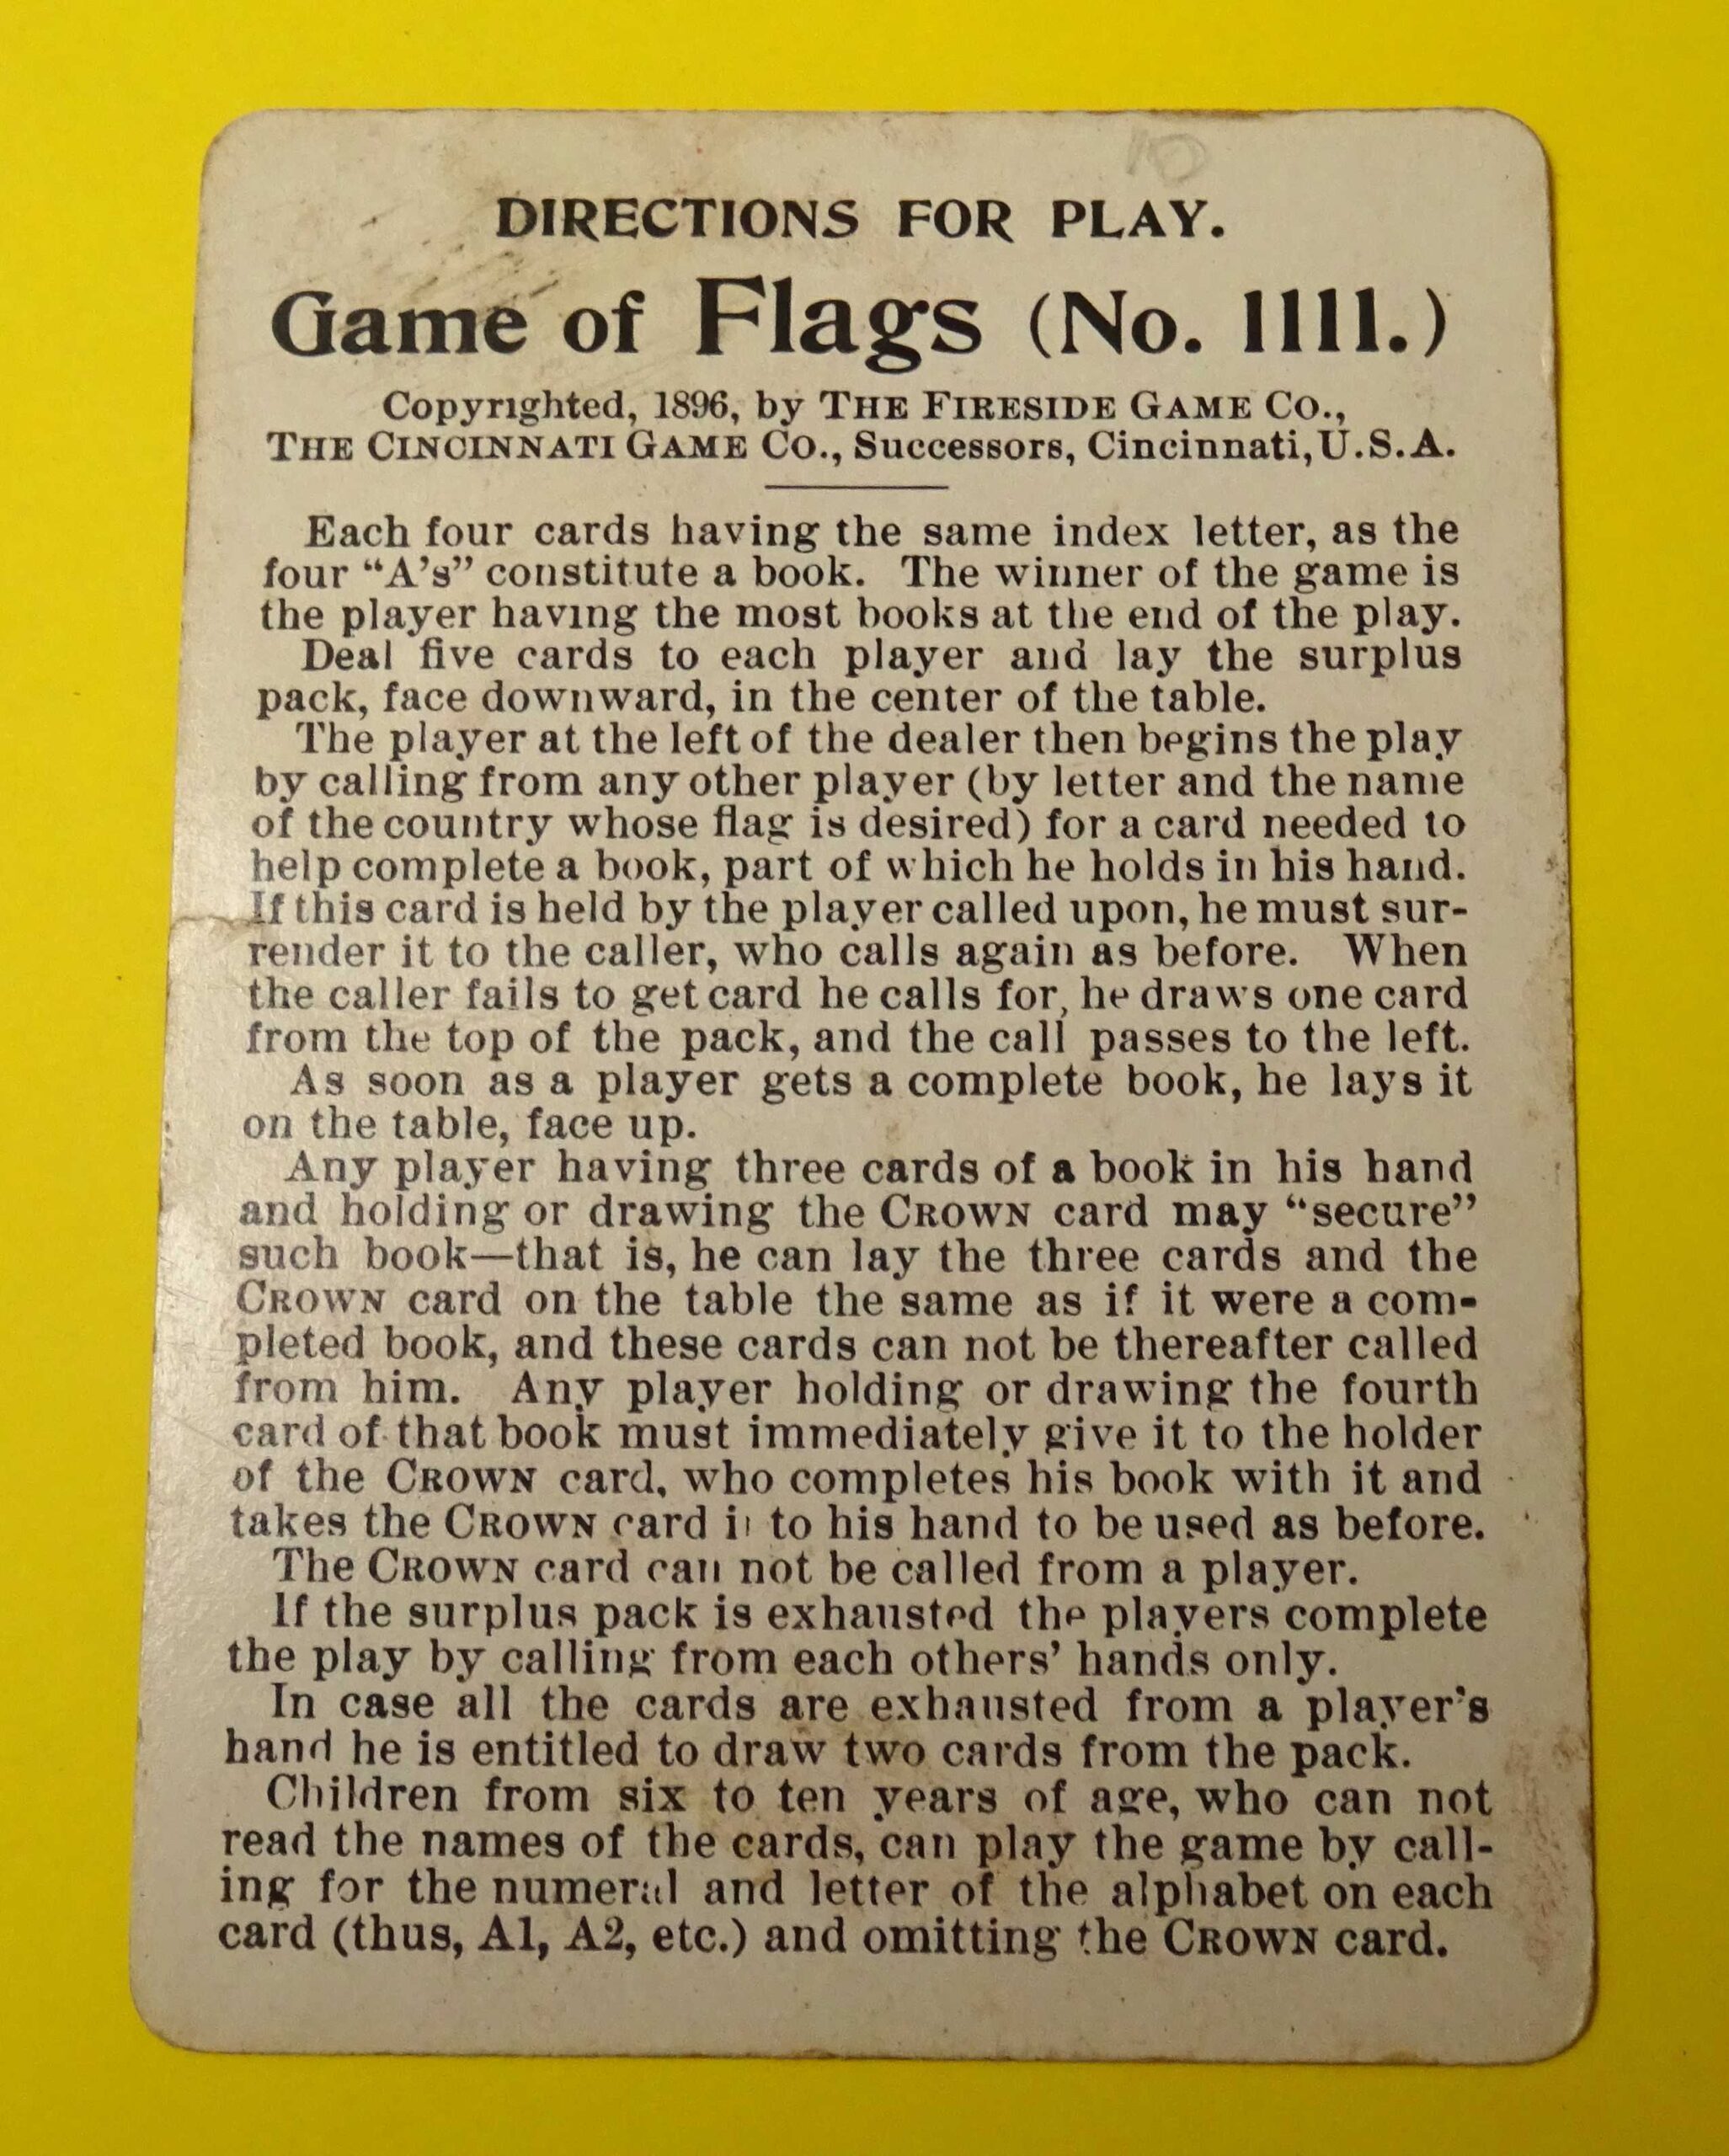 10
DIRECTIONS FOR PLAY.
Game of Flags (No. 1111.)
Copyrighted, 1896, by THE FIRESIDE GAME CO.,
THE CINCINNATI GAME CO., Successors, Cincinnati, U.S.A.
Each four cards having the same index letter, as the
four “A’s” constitute a book. The winner of the game is
the player having the most books at the end of the play.
Deal five cards to each player and lay the surplus
pack, face downward, in the center of the table.
The player at the left of the dealer then begins the play
by calling from any other player (by letter and the name
of the country whose flag is desired) for a card needed to
help complete a book, part of which he holds in his hand.
If this card is held by the player called upon, he must sur-
render it to the caller, who calls again as before. When
the caller fails to get card he calls for, he draws one card
from the top of the pack, and the call passes to the left.
As soon as a player gets a complete book, he lays it
on the table, face up.
Any player having three cards of a book in his hand
and holding or drawing the CROWN card may “secure”
such book—that is, he can lay the three cards and the
CROWN card on the table the same as if it were a com-
pleted book, and these cards can not be thereafter called
from him. Any player holding or drawing the fourth
card of that book must immediately give it to the holder
of the CROWN card, who completes his book with it and
takes the CROWN card in to his hand to be used as before.
The CROWN card can not be called from a player.
If the surplus pack is exhausted the players complete
the play by calling from each others’ hands only.
In case all the cards are exhausted from a player’s
hand he is entitled to draw two cards from the pack.
Children from six to ten years of age, who can not
read the names of the cards, can play the game by call-
ing for the numeral and letter of the alphabet on each
card (thus, A1, A2, etc.) and omitting the CROWN card.